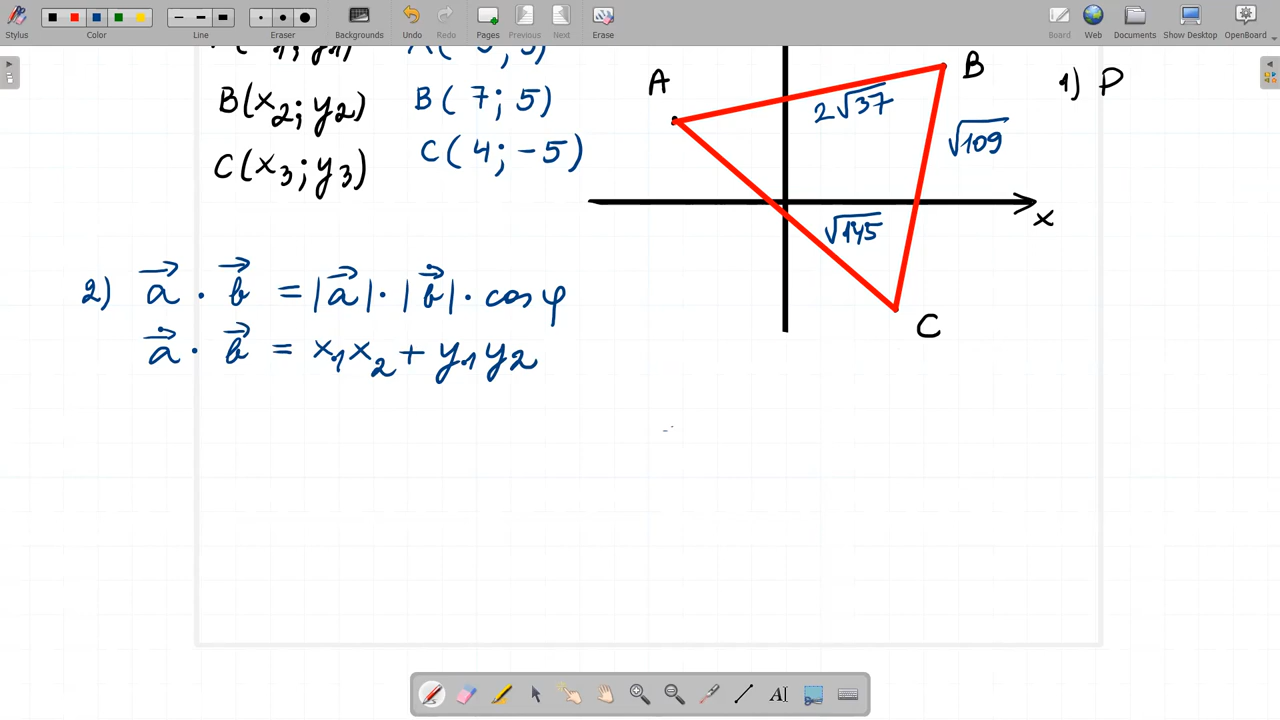 Stylus Color Line Eraser Backgrounds Undo Redo Pages Previous Next Erase Board Web Documents Show Desktop OpenBoard
B(x₂; y₂) B( 7; 5)
C(x₃; y₃) C( 4; -5)
A B 1) P
2√37
√109
√145
x
C
2) a⃗ · b⃗ = |a⃗| · |b⃗| · cos φ
a⃗ · b⃗ = x₁x₂ + y₁y₂